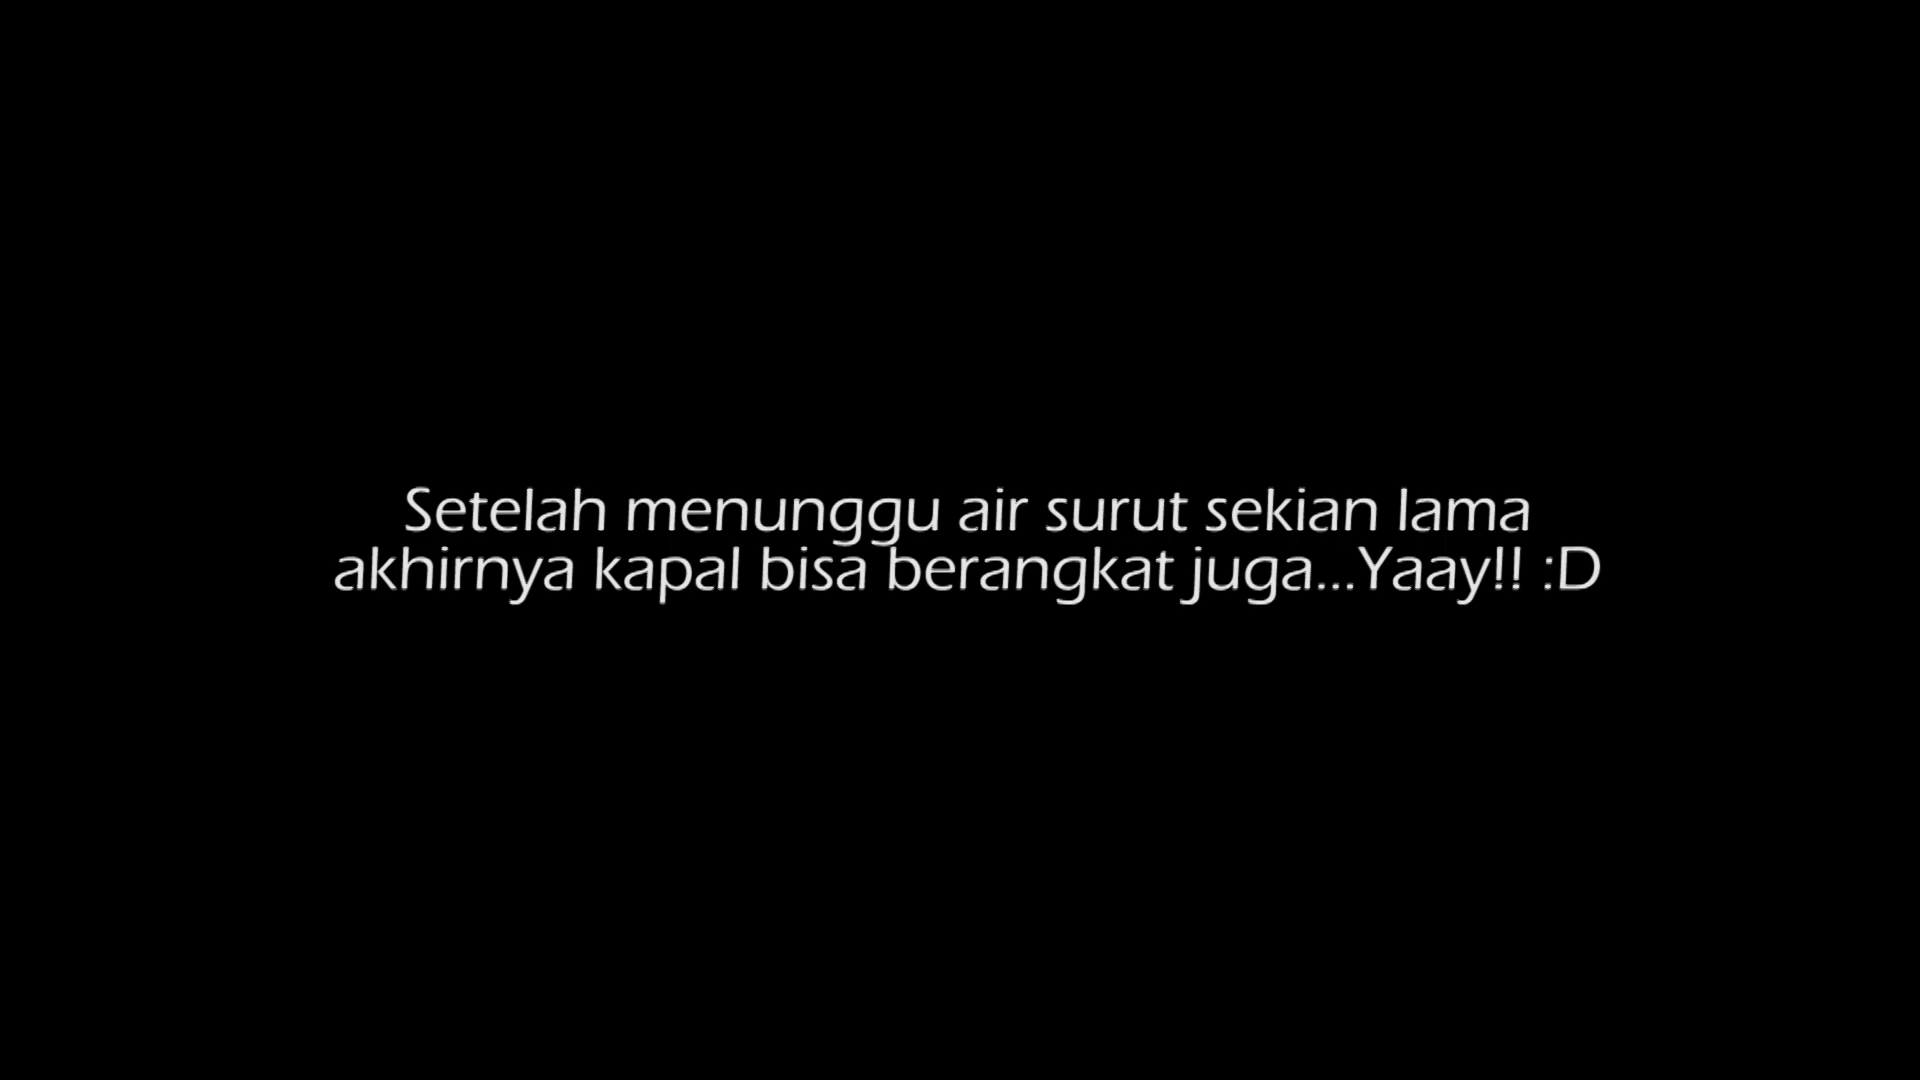 Setelah menunggu air surut sekian lama
akhirnya kapal bisa berangkat juga...Yaay!! :D